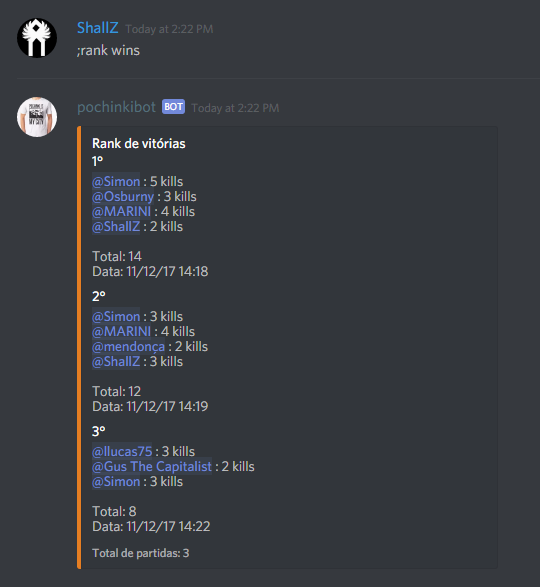 ShallZ Today at 2:22 PM
;rank wins
pochinkibot BOT Today at 2:22 PM
Rank de vitórias
1º
@Simon : 5 kills
@Osburny : 3 kills
@MARINI : 4 kills
@ShallZ : 2 kills
Total: 14
Data: 11/12/17 14:18
2º
@Simon : 3 kills
@MARINI : 4 kills
@mendonça : 2 kills
@ShallZ : 3 kills
Total: 12
Data: 11/12/17 14:19
3º
@llucas75 : 3 kills
@Gus The Capitalist : 2 kills
@Simon : 3 kills
Total: 8
Data: 11/12/17 14:22
Total de partidas: 3